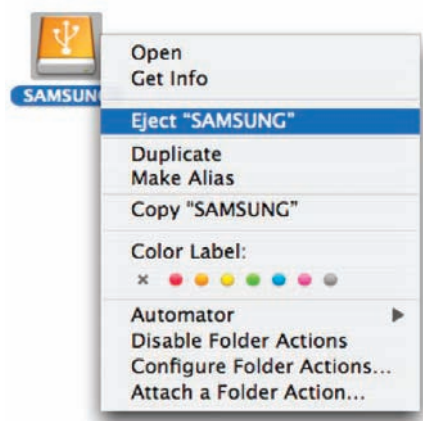 SAMSUN
Open
Get Info
Eject “SAMSUNG”
Duplicate
Make Alias
Copy "SAMSUNG"
Color Label:
×
Automator
Disable Folder Actions
Configure Folder Actions...
Attach a Folder Action...